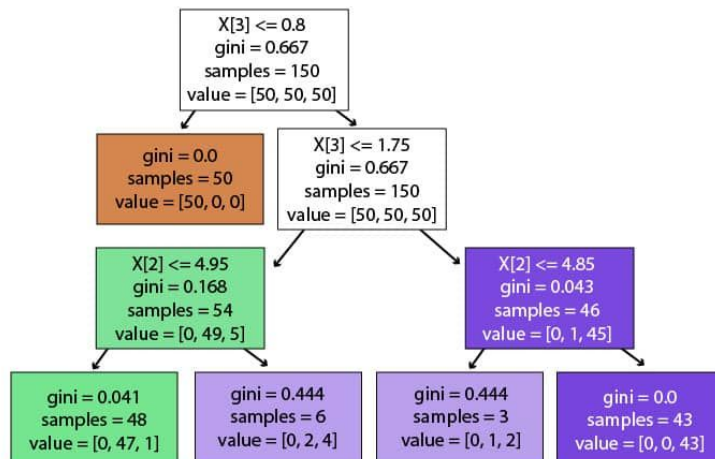 X[3] <= 0.8
gini = 0.667
samples = 150
value = [50, 50, 50]
gini = 0.0
samples = 50
value = [50, 0, 0]
X[3] <= 1.75
gini = 0.667
samples = 150
value = [50, 50, 50]
X[2] <= 4.95
gini = 0.168
samples = 54
value = [0, 49, 5]
X[2] <= 4.85
gini = 0.043
samples = 46
value = [0, 1, 45]
gini = 0.041
samples = 48
value = [0, 47, 1]
gini = 0.444
samples = 6
value = [0, 2, 4]
gini = 0.444
samples = 3
value = [0, 1, 2]
gini = 0.0
samples = 43
value = [0, 0, 43]